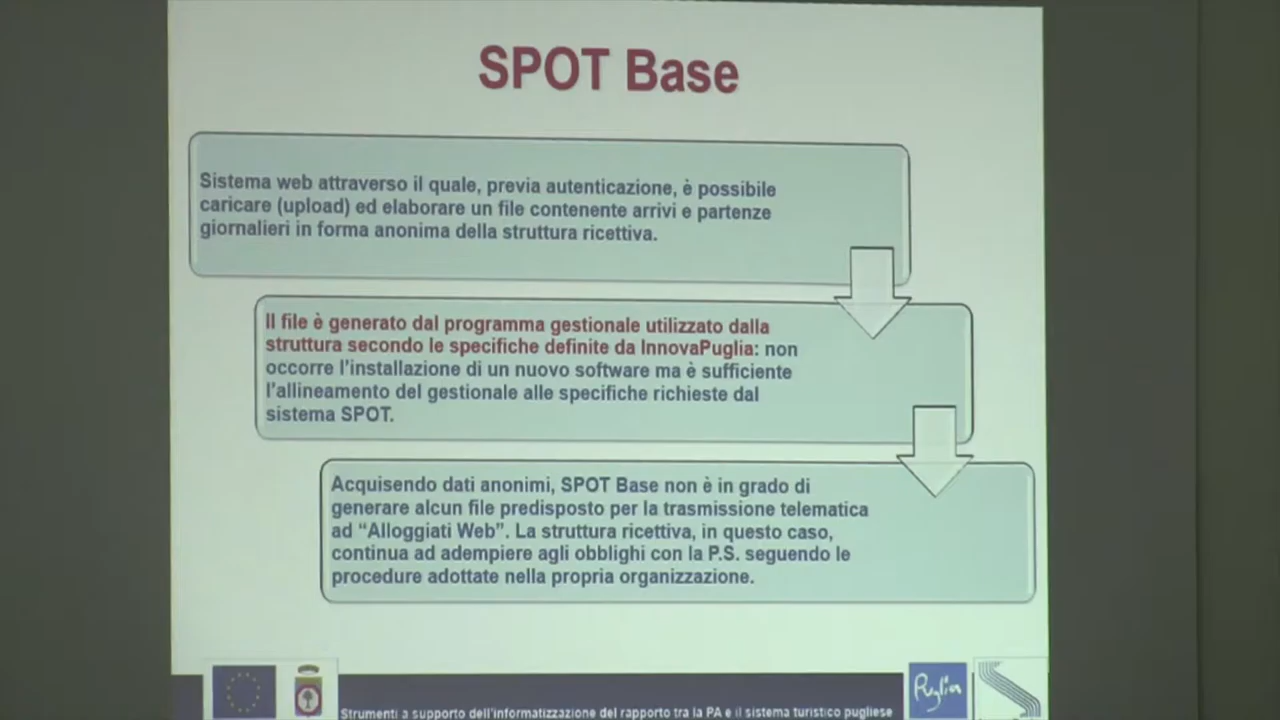 SPOT Base
Sistema web attraverso il quale, previa autenticazione, è possibile
caricare (upload) ed elaborare un file contenente arrivi e partenze
giornalieri in forma anonima della struttura ricettiva.
Il file è generato dal programma gestionale utilizzato dalla
struttura secondo le specifiche definite da InnovaPuglia: non
occorre l'installazione di un nuovo software ma è sufficiente
l'allineamento del gestionale alle specifiche richieste dal
sistema SPOT.
Acquisendo dati anonimi, SPOT Base non è in grado di
generare alcun file predisposto per la trasmissione telematica
ad “Alloggiati Web”. La struttura ricettiva, in questo caso,
continua ad adempiere agli obblighi con la P.S. seguendo le
procedure adottate nella propria organizzazione.
Puglia
Strumenti a supporto dell'informatizzazione del rapporto tra la PA e il sistema turistico pugliese